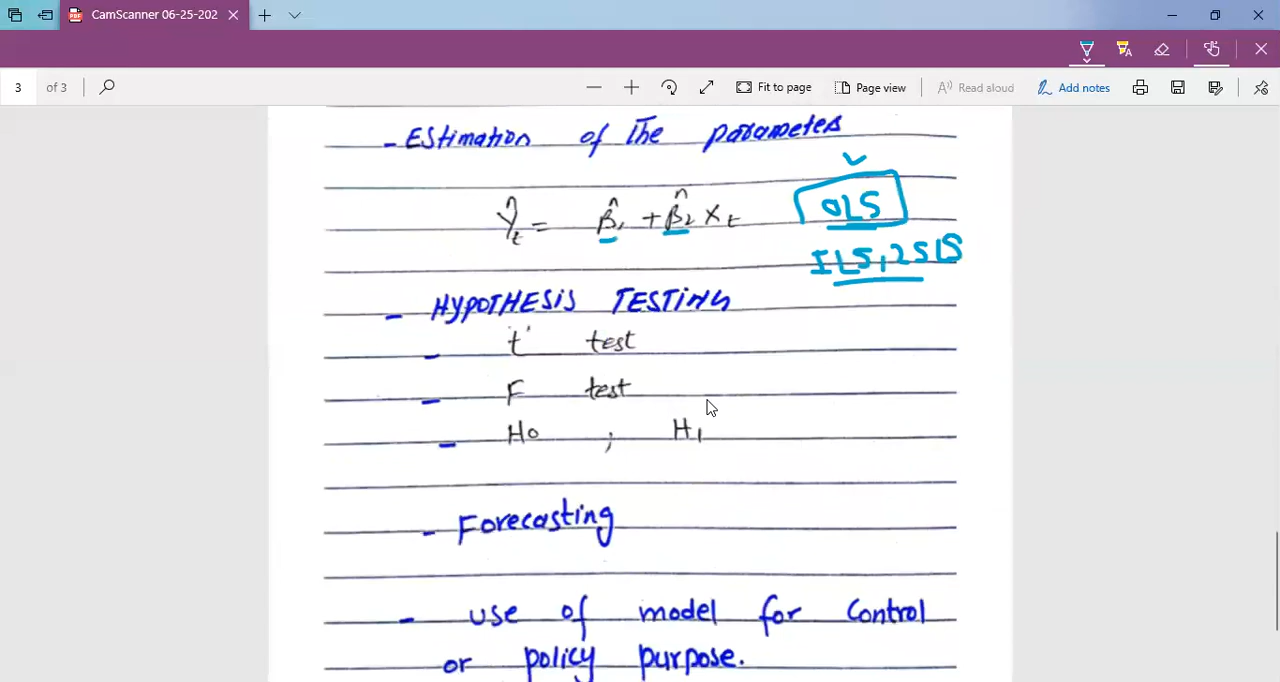 CamScanner 06-25-202
3 of 3
Fit to page
Page view
Read aloud
Add notes
- Estimation of The parameters
Ŷt = β̂1 + β̂2 Xt
OLS
ILS, 2SLS
- HYPOTHESIS TESTING
- t' test
- F test
- H0 ; H1
- Forecasting
- use of model for control
or policy purpose.